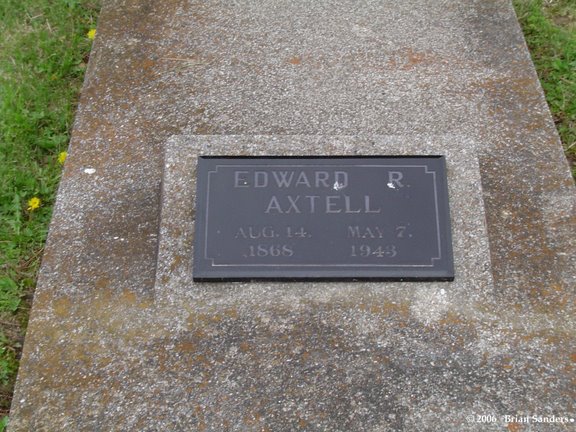 EDWARD R.
AXTELL
AUG. 14. MAY 7.
1868 1943
©2006 Brian Sanders